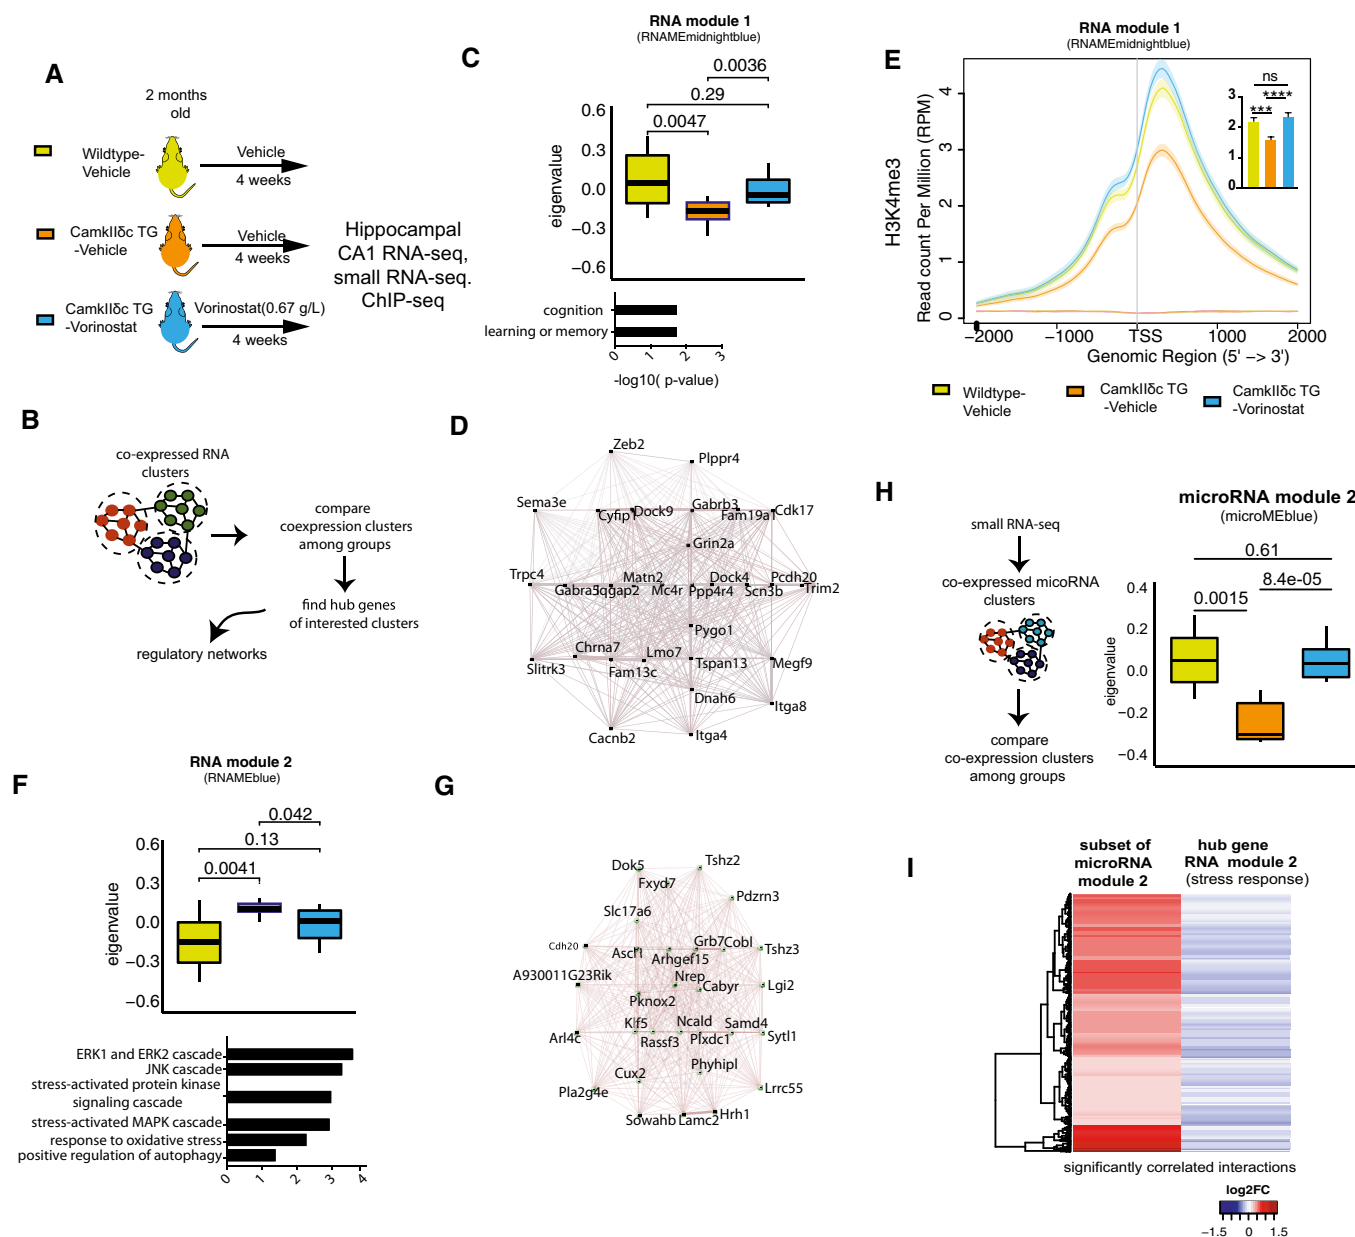 A
2 months
old
Wildtype-
Vehicle
Vehicle
4 weeks
CamkIIδc TG
-Vehicle
Vehicle
4 weeks
CamkIIδc TG
-Vorinostat
Vorinostat(0.67 g/L)
4 weeks
Hippocampal
CA1 RNA-seq,
small RNA-seq.
ChIP-seq
B
co-expressed RNA
clusters
compare
coexpression clusters
among groups
find hub genes
of interested clusters
regulatory networks
C
RNA module 1
(RNAMEmidnightblue)
0.0036
0.29
0.0047
eigenvalue
0.6
0.3
0.0
−0.3
−0.6
cognition
learning or memory
0
1
2
3
-log10( p-value)
D
Zeb2
Plppr4
Sema3e
Cyfip1
Dock9
Gabrb3
Fam19a1
Cdk17
Grin2a
Trpc4
Gabra5
Iqgap2
Matn2
Mc4r
Ppp4r4
Dock4
Scn3b
Pcdh20
Trim2
Pygo1
Chrna7
Lmo7
Slitrk3
Fam13c
Tspan13
Megf9
Dnah6
Itga8
Cacnb2
Itga4
E
RNA module 1
(RNAMEmidnightblue)
H3K4me3
Read count Per Million (RPM)
4
3
2
1
0
ns
****
***
3
2
1
0
−2000
−1000
TSS
1000
2000
Genomic Region (5' −> 3')
Wildtype-
Vehicle
CamkIIδc TG
-Vehicle
CamkIIδc TG
-Vorinostat
F
RNA module 2
(RNAMEblue)
0.042
0.13
0.0041
eigenvalue
0.6
0.3
0.0
−0.3
−0.6
ERK1 and ERK2 cascade
JNK cascade
stress-activated protein kinase
signaling cascade
stress-activated MAPK cascade
response to oxidative stress
positive regulation of autophagy
0
1
2
3
4
G
Dok5
Tshz2
Fxyd7
Pdzrn3
Slc17a6
Cdh20
Ascl1
Arhgef15
Grb7
Cobl
Tshz3
A930011G23Rik
Nrep
Cabyr
Lgi2
Pknox2
Klf5
Ncald
Samd4
Arl4c
Rassf3
Plxdc1
Sytl1
Cux2
Phyhipl
Pla2g4e
Lrrc55
Sowahb
Lamc2
Hrh1
H
small RNA-seq
co-expressed micoRNA
clusters
compare
co-expression clusters
among groups
microRNA module 2
(microMEblue)
0.61
8.4e-05
0.0015
eigenvalue
0.4
0.2
0.0
−0.2
−0.4
I
subset of
microRNA
module 2
hub gene
RNA module 2
(stress response)
significantly correlated interactions
log2FC
−1.5
0
1.5